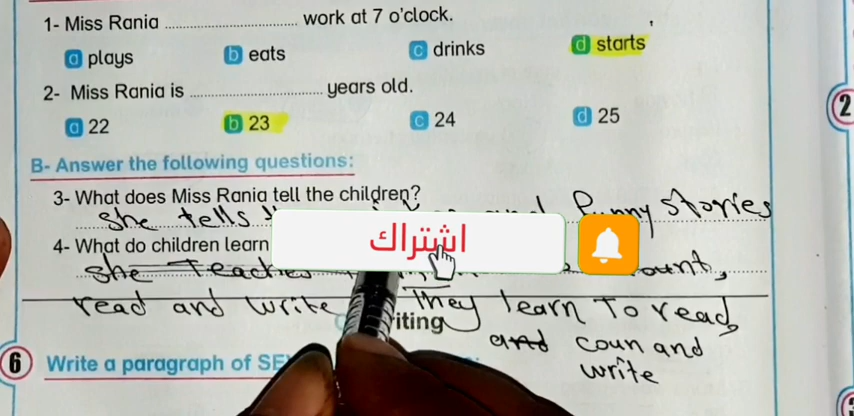 1- Miss Rania ........................ work at 7 o'clock.
a plays b eats c drinks d starts
2- Miss Rania is ........................ years old.
a 22 b 23 c 24 d 25
B- Answer the following questions:
3- What does Miss Rania tell the children?
She tells funny stories
4- What do children learn
اشتراك
She
read and write They learn to read,
iting
and coun and
write
6 Write a paragraph of SE
2